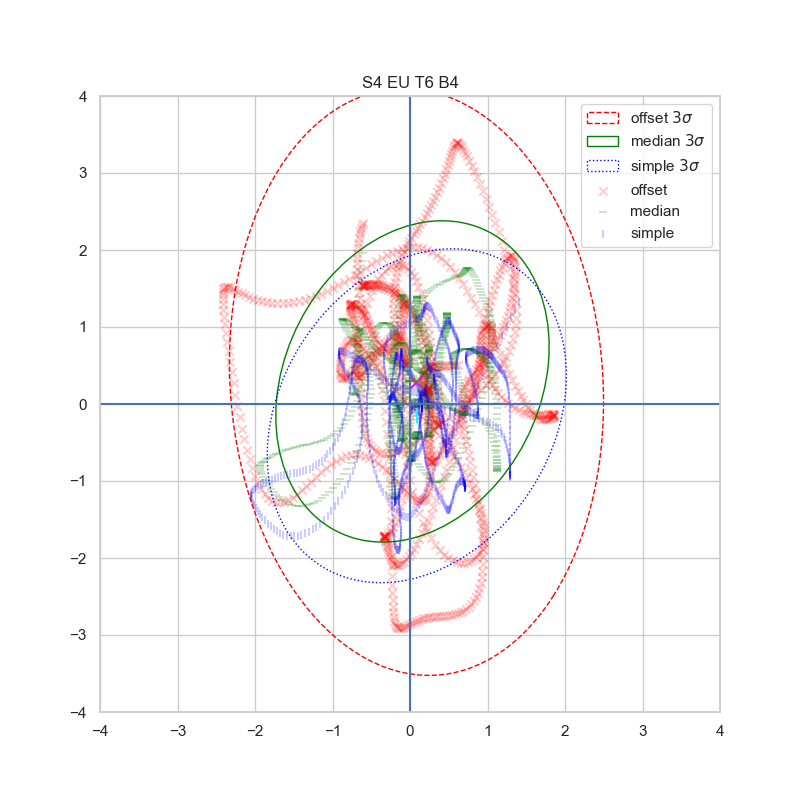 S4 EU T6 B4
4
3
2
1
0
−1
−2
−3
−4
−4
−3
−2
−1
0
1
2
3
4
offset 3σ
median 3σ
simple 3σ
offset
median
simple